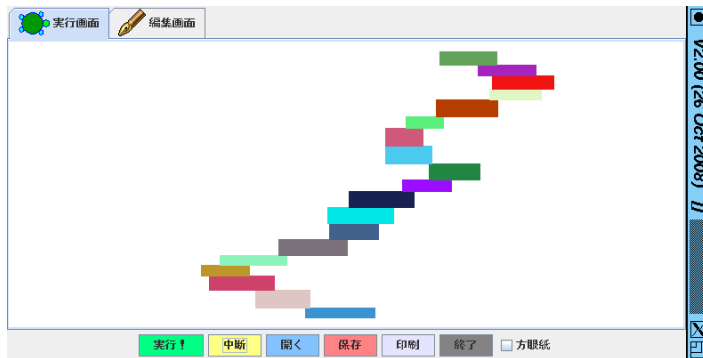 実行画面
編集画面
V2.00 (26 Oct 2008)
実行！
中断
開く
保存
印刷
終了
方眼紙